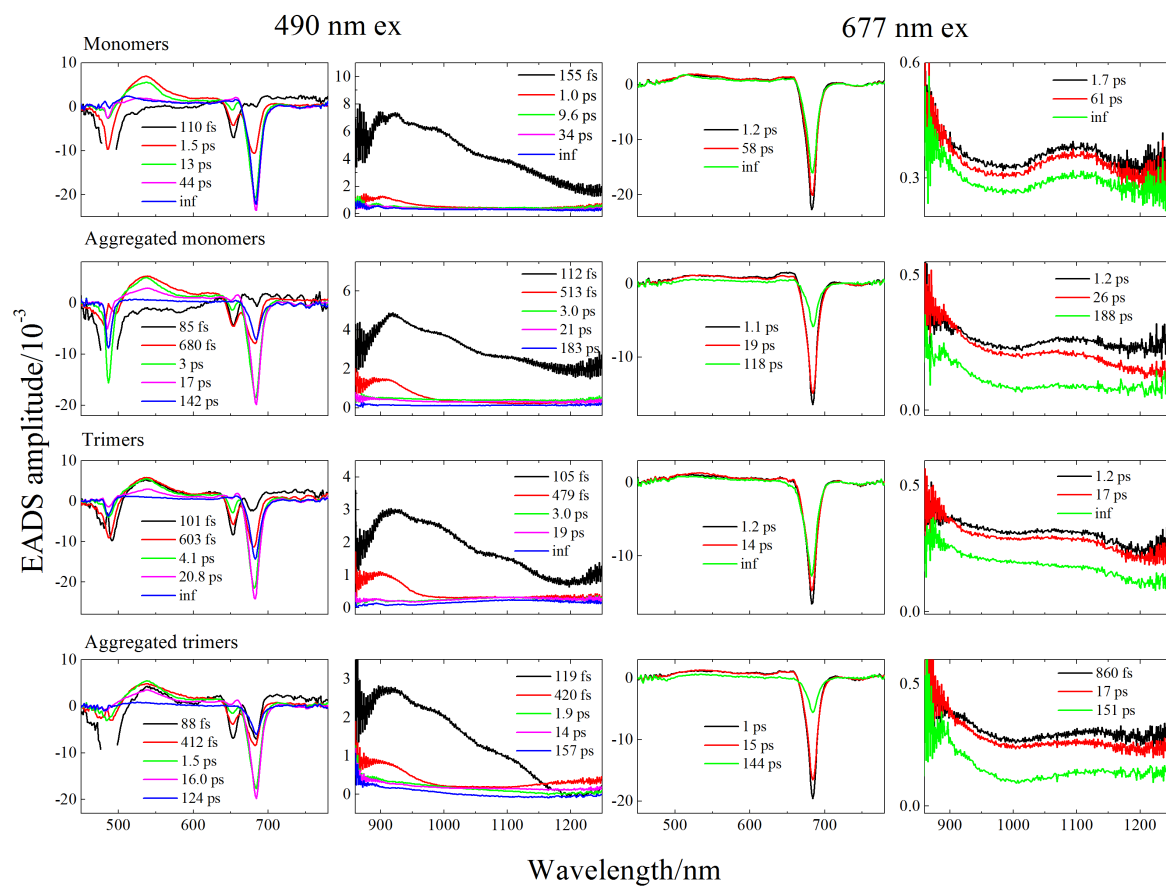 490 nm ex
677 nm ex
Monomers
10
0
-10
-20
110 fs
1.5 ps
13 ps
44 ps
inf
10
8
6
4
2
0
155 fs
1.0 ps
9.6 ps
34 ps
inf
0
-10
-20
1.2 ps
58 ps
inf
0.6
0.3
1.7 ps
61 ps
inf
Aggregated monomers
0
-10
-20
85 fs
680 fs
3 ps
17 ps
142 ps
6
4
2
0
112 fs
513 fs
3.0 ps
21 ps
183 ps
0
-10
1.1 ps
19 ps
118 ps
0.5
0.0
1.2 ps
26 ps
188 ps
Trimers
10
0
-10
-20
101 fs
603 fs
4.1 ps
20.8 ps
inf
4
3
2
1
0
105 fs
479 fs
3.0 ps
19 ps
inf
0
-10
1.2 ps
14 ps
inf
0.5
0.0
1.2 ps
17 ps
inf
Aggregated trimers
10
0
-10
-20
88 fs
412 fs
1.5 ps
16.0 ps
124 ps
3
2
1
0
119 fs
420 fs
1.9 ps
14 ps
157 ps
0
-10
-20
1 ps
15 ps
144 ps
0.5
0.0
860 fs
17 ps
151 ps
500 600 700
900 1000 1100 1200
500 600 700
900 1000 1100 1200
EADS amplitude/10⁻³
Wavelength/nm